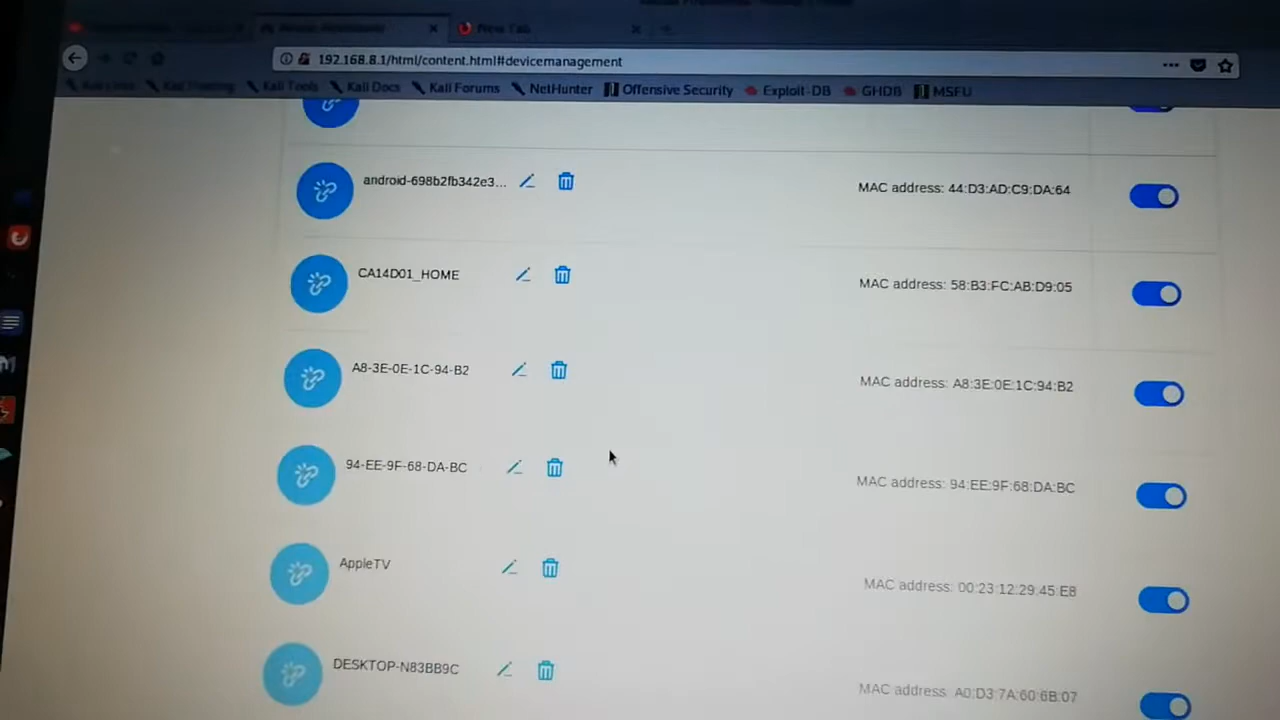 New Tab
192.168.8.1/html/content.html#devicemanagement
Kali Tools Kali Docs Kali Forums NetHunter Offensive Security Exploit-DB GHDB MSFU
android-698b2fb342e3... MAC address: 44:D3:AD:C9:DA:64
CA14D01_HOME MAC address: 58:B3:FC:AB:D9:05
A8-3E-0E-1C-94-B2 MAC address: A8:3E:0E:1C:94:B2
94-EE-9F-68-DA-BC MAC address: 94:EE:9F:68:DA:BC
AppleTV MAC address: 00:23:12:29:45:E8
DESKTOP-N83BB9C MAC address: A0:D3:7A:60:6B:07